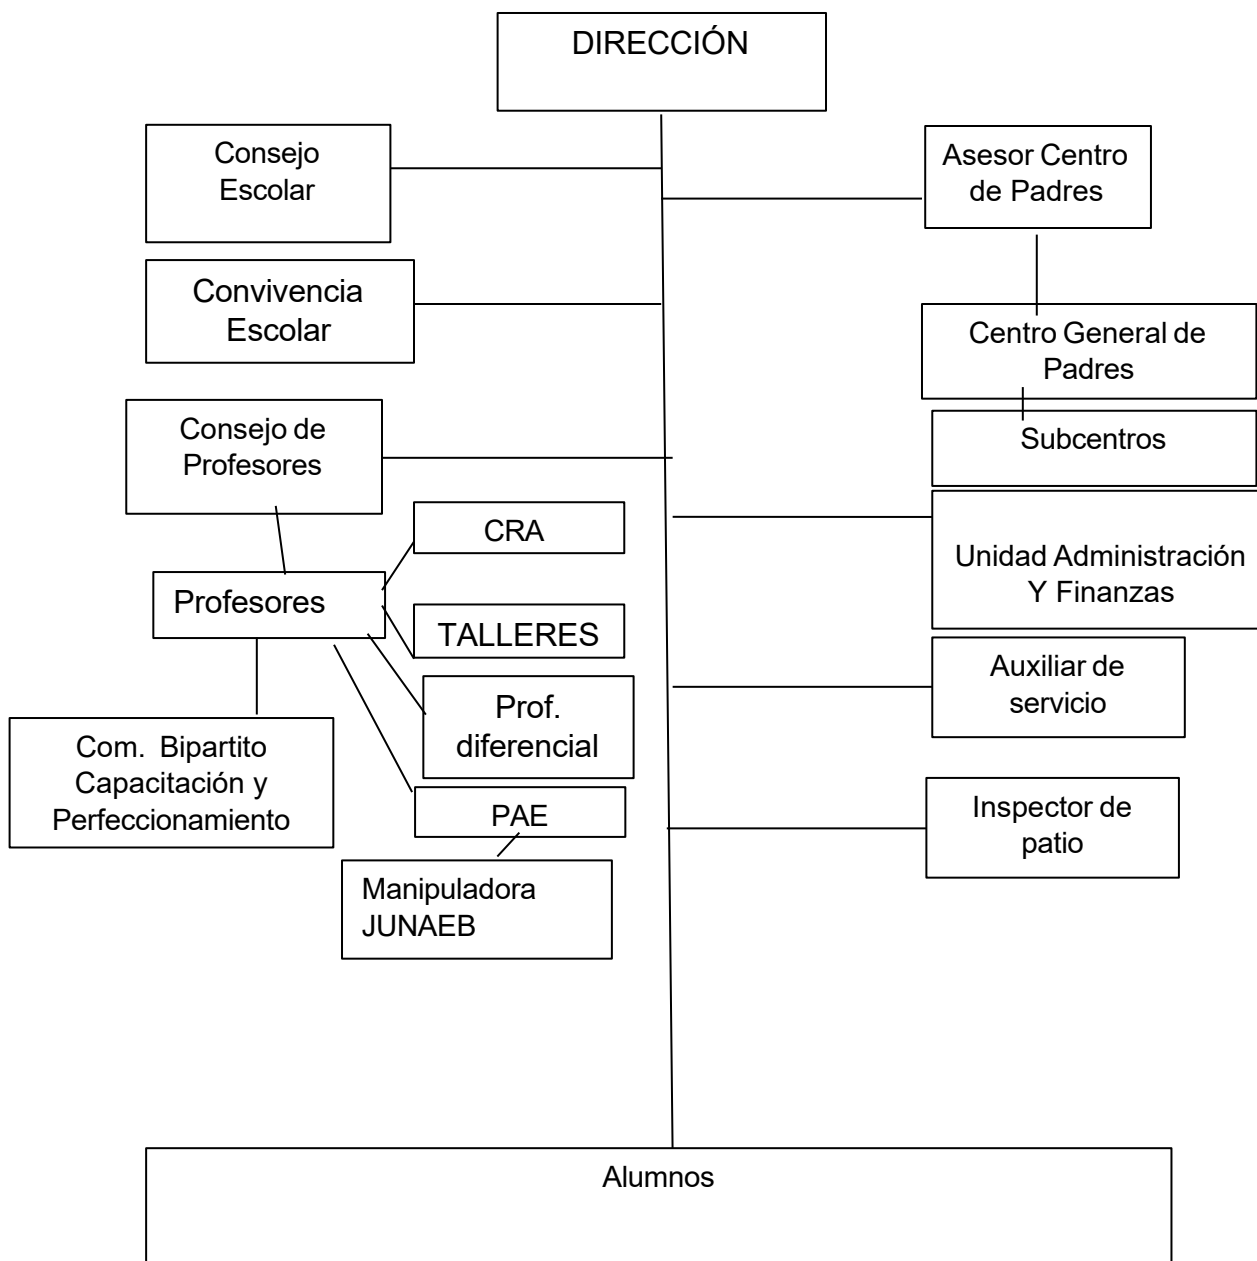 DIRECCIÓN
Consejo
Escolar
Asesor Centro
de Padres
Convivencia
Escolar
Centro General de
Padres
Consejo de
Profesores
Subcentros
CRA
Unidad Administración
Y Finanzas
Profesores
TALLERES
Auxiliar de
servicio
Prof.
diferencial
Com. Bipartito
Capacitación y
Perfeccionamiento
PAE
Inspector de
patio
Manipuladora
JUNAEB
Alumnos